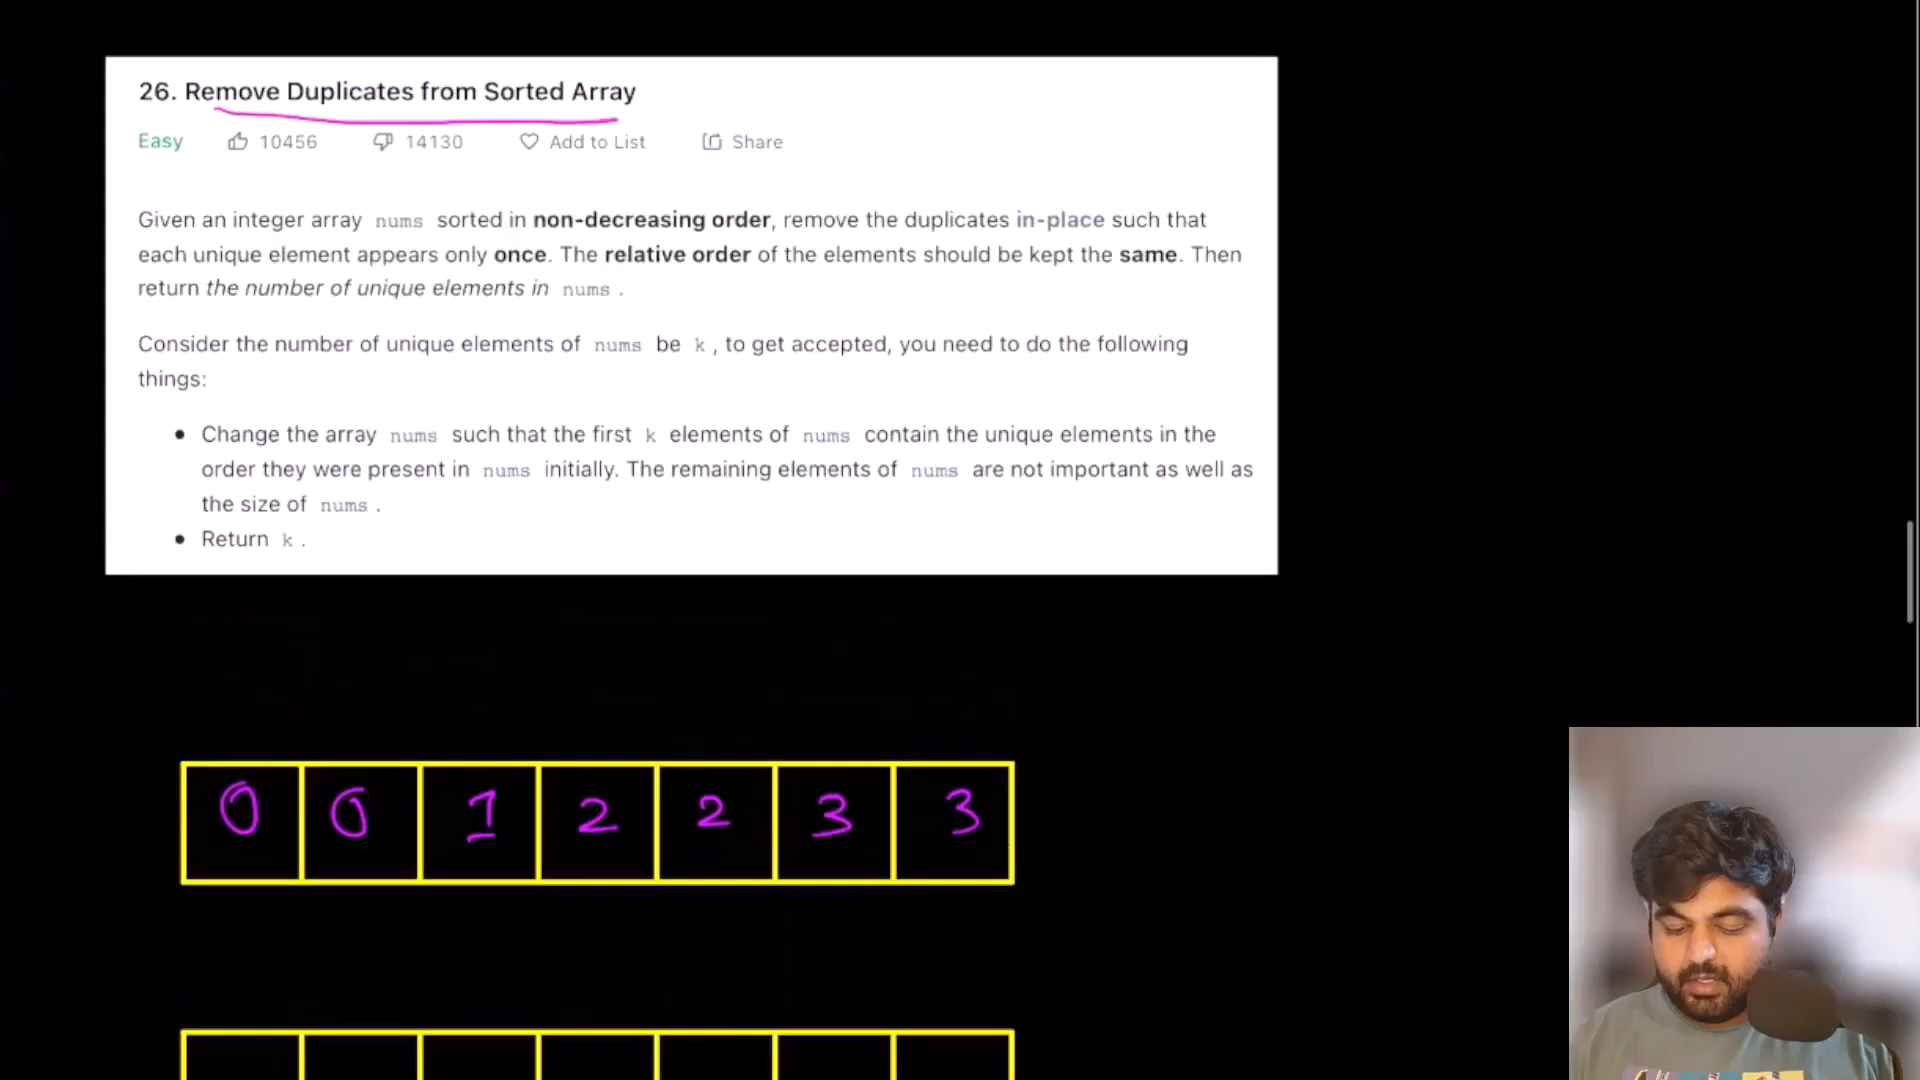 26. Remove Duplicates from Sorted Array
Easy 10456 14130 Add to List Share
Given an integer array nums sorted in non-decreasing order, remove the duplicates in-place such that
each unique element appears only once. The relative order of the elements should be kept the same. Then
return the number of unique elements in nums .
Consider the number of unique elements of nums be k , to get accepted, you need to do the following
things:
• Change the array nums such that the first k elements of nums contain the unique elements in the
order they were present in nums initially. The remaining elements of nums are not important as well as
the size of nums .
• Return k .
0 0 1 2 2 3 3